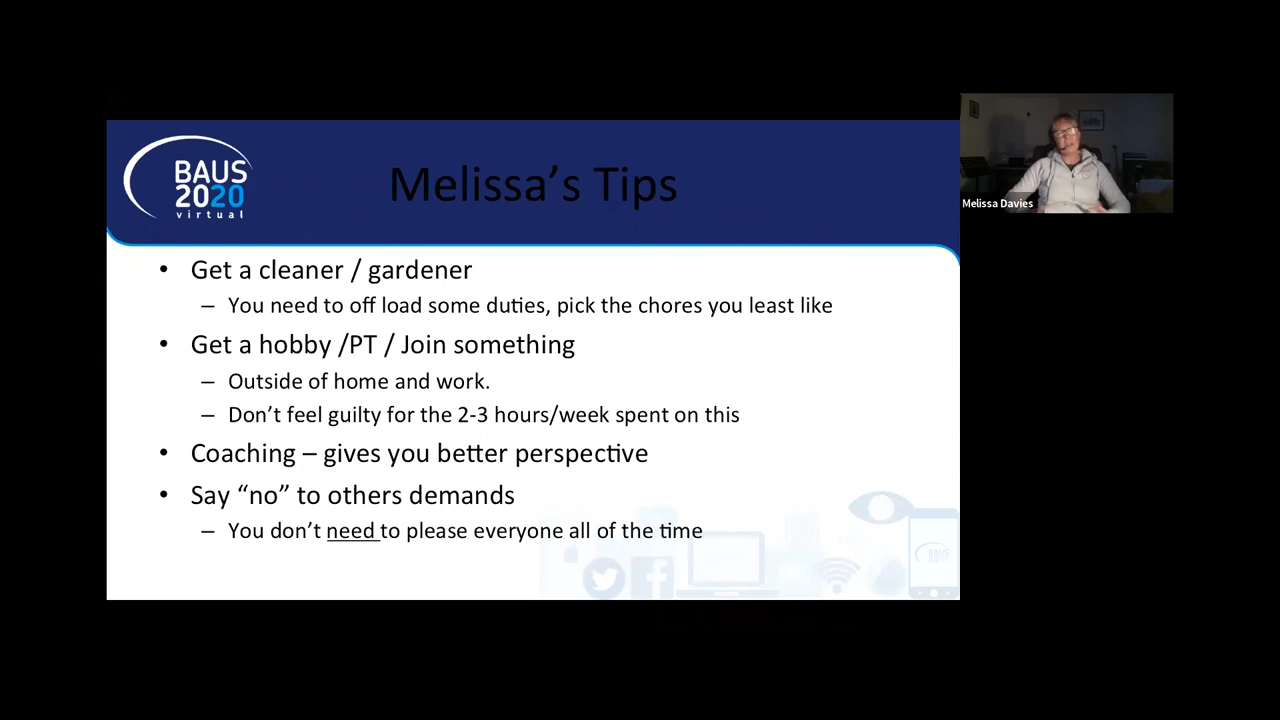 BAUS
2020
virtual
Melissa’s Tips
• Get a cleaner / gardener
– You need to off load some duties, pick the chores you least like
• Get a hobby /PT / Join something
– Outside of home and work.
– Don’t feel guilty for the 2-3 hours/week spent on this
• Coaching – gives you better perspective
• Say “no” to others demands
– You don’t need to please everyone all of the time
BAUS
Melissa Davies